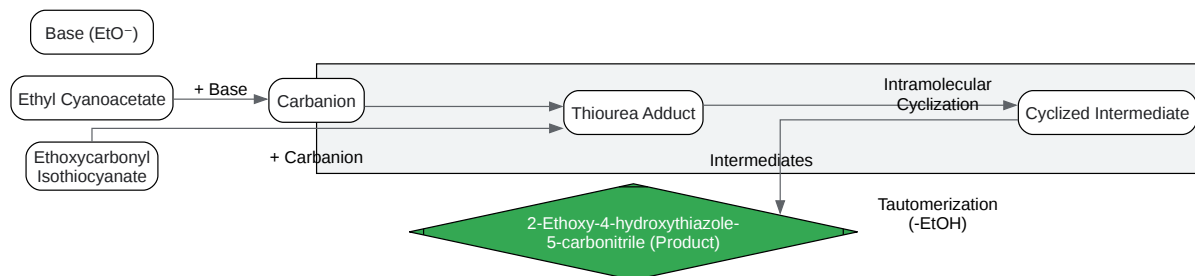 Base (EtO⁻)
Ethyl Cyanoacetate
+ Base
Carbanion
Ethoxycarbonyl
Isothiocyanate
+ Carbanion
Thiourea Adduct
Intramolecular
Cyclization
Cyclized Intermediate
Intermediates
2-Ethoxy-4-hydroxythiazole-
5-carbonitrile (Product)
Tautomerization
(-EtOH)